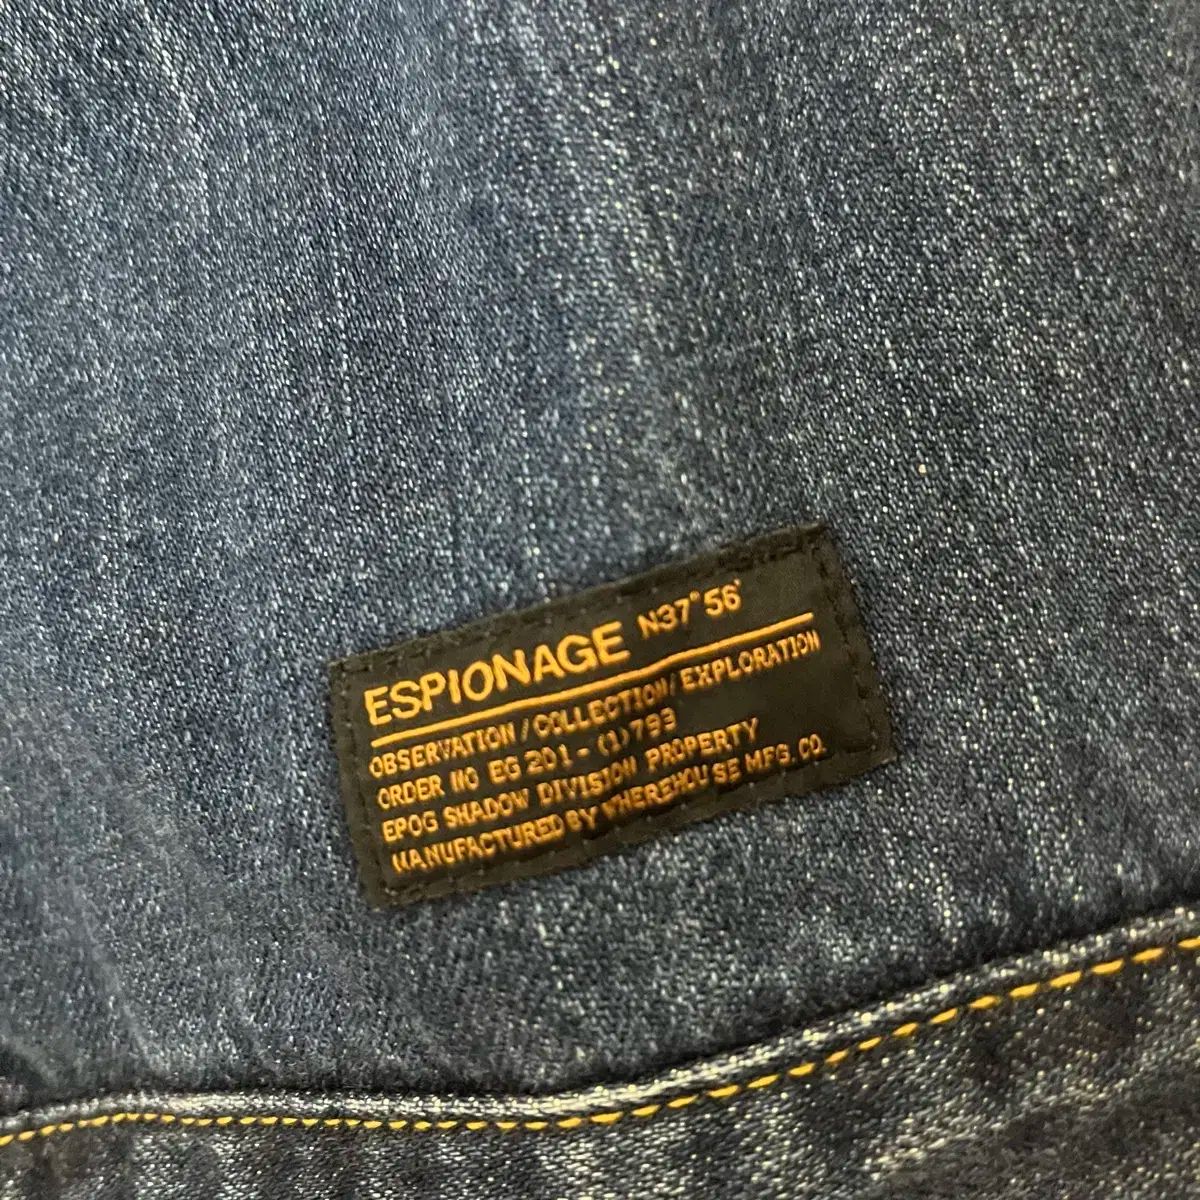 ESPIONAGE N37°56'
OBSERVATION / COLLECTION / EXPLORATION
ORDER NO EG 201 - (1)793
EPOG SHADOW DIVISION PROPERTY
MANUFACTURED BY WHEREHOUSE MFG. CO.